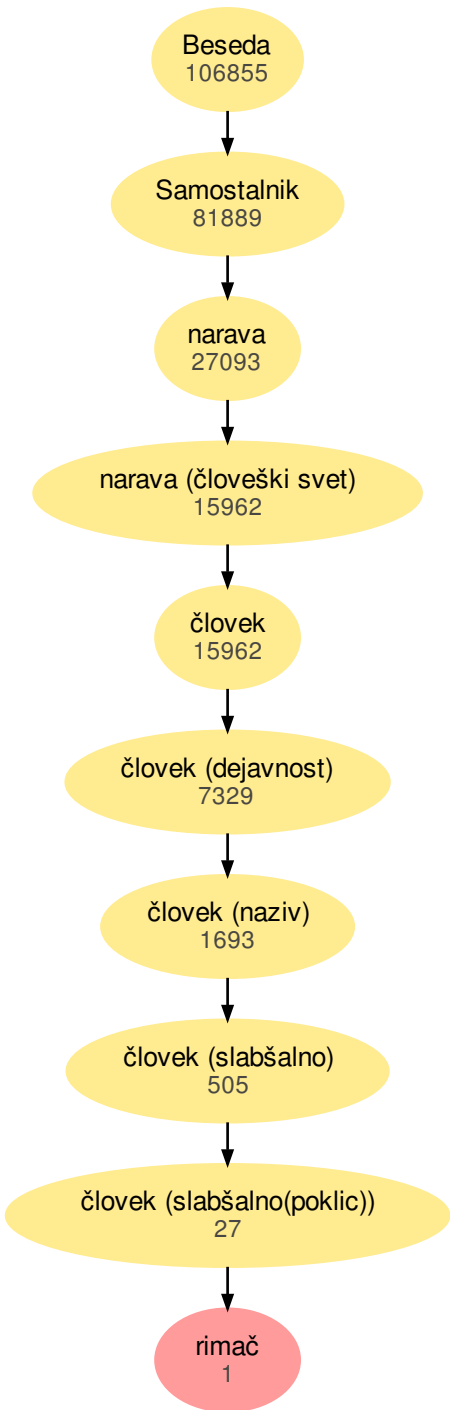 Beseda
106855
Samostalnik
81889
narava
27093
narava (človeški svet)
15962
človek
15962
človek (dejavnost)
7329
človek (naziv)
1693
človek (slabšalno)
505
človek (slabšalno(poklic))
27
rimač
1